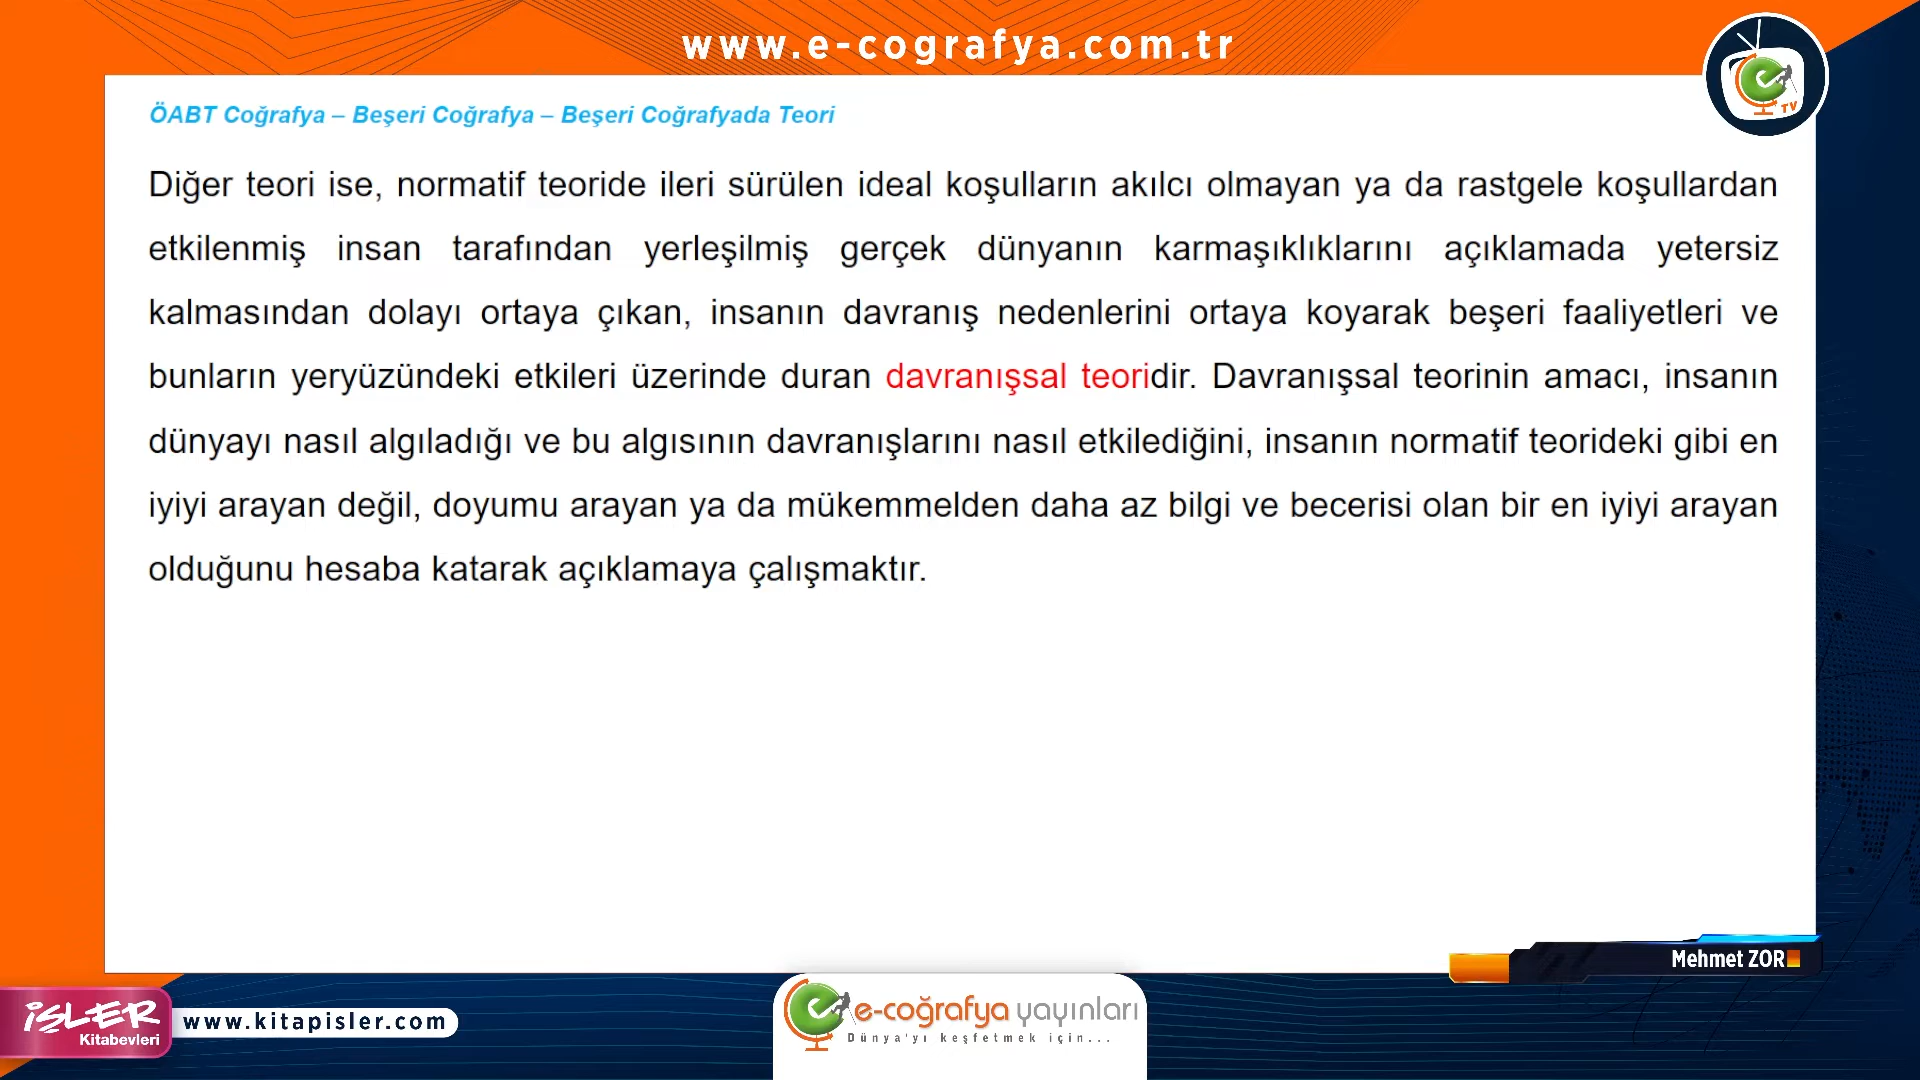 www.e-cografya.com.tr
TV
ÖABT Coğrafya – Beşeri Coğrafya – Beşeri Coğrafyada Teori
Diğer teori ise, normatif teoride ileri sürülen ideal koşulların akılcı olmayan ya da rastgele koşullardan
etkilenmiş insan tarafından yerleşilmiş gerçek dünyanın karmaşıklıklarını açıklamada yetersiz
kalmasından dolayı ortaya çıkan, insanın davranış nedenlerini ortaya koyarak beşeri faaliyetleri ve
bunların yeryüzündeki etkileri üzerinde duran davranışsal teoridir. Davranışsal teorinin amacı, insanın
dünyayı nasıl algıladığı ve bu algısının davranışlarını nasıl etkilediğini, insanın normatif teorideki gibi en
iyiyi arayan değil, doyumu arayan ya da mükemmelden daha az bilgi ve becerisi olan bir en iyiyi arayan
olduğunu hesaba katarak açıklamaya çalışmaktır.
Mehmet ZOR
İŞLER
Kitabevleri
www.kitapisler.com
e-coğrafya yayınları
Dünya'yı keşfetmek için...